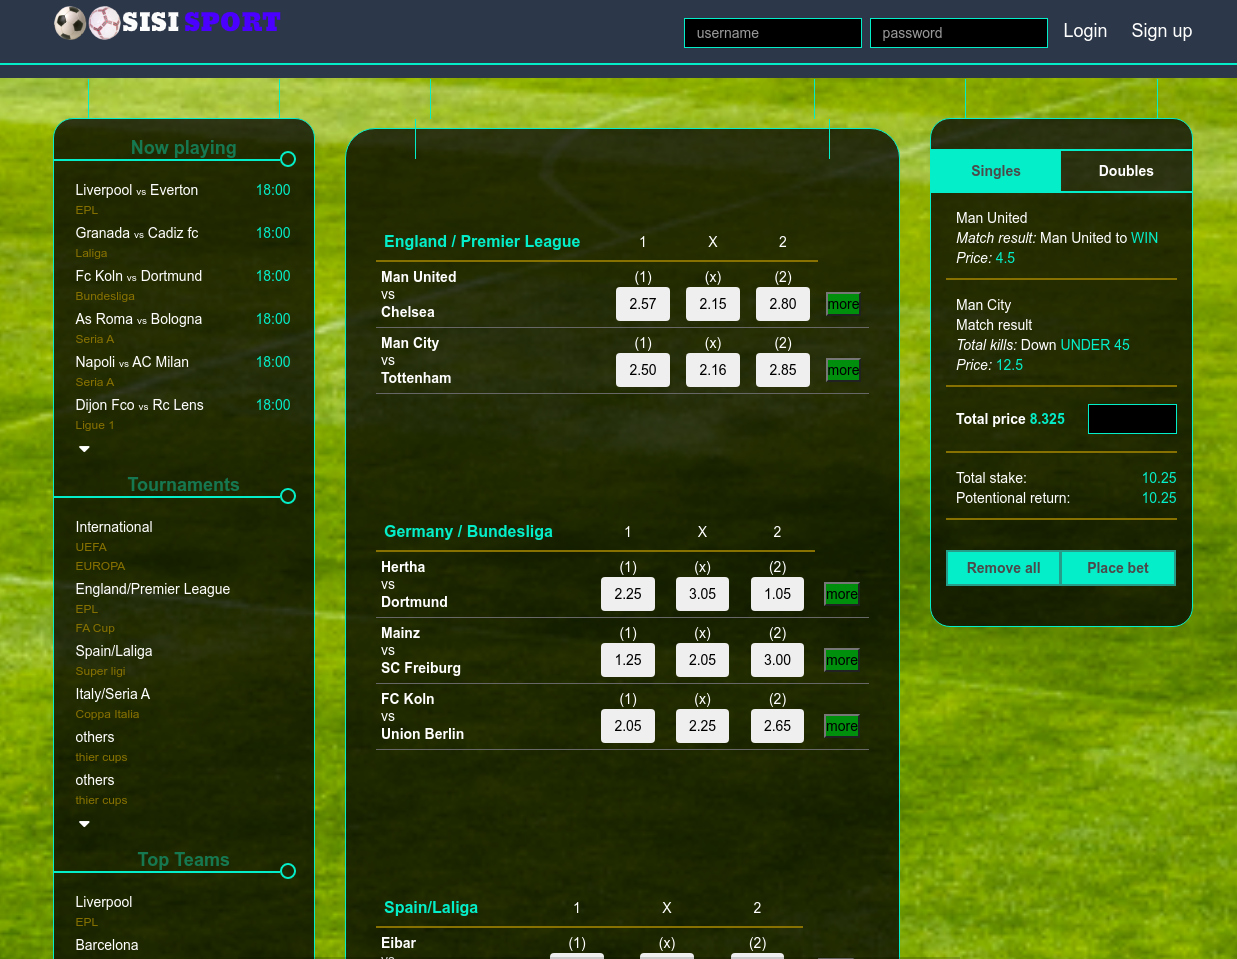 SISI SPORT
username password Login Sign up
Now playing
Liverpool vs Everton 18:00
EPL
Granada vs Cadiz fc 18:00
Laliga
Fc Koln vs Dortmund 18:00
Bundesliga
As Roma vs Bologna 18:00
Seria A
Napoli vs AC Milan 18:00
Seria A
Dijon Fco vs Rc Lens 18:00
Ligue 1
Tournaments
International
UEFA
EUROPA
England/Premier League
EPL
FA Cup
Spain/Laliga
Super ligi
Italy/Seria A
Coppa Italia
others
thier cups
others
thier cups
Top Teams
Liverpool
EPL
Barcelona
England / Premier League 1 X 2
Man United (1) (x) (2)
vs 2.57 2.15 2.80 more
Chelsea
Man City (1) (x) (2)
vs 2.50 2.16 2.85 more
Tottenham
Germany / Bundesliga 1 X 2
Hertha (1) (x) (2)
vs 2.25 3.05 1.05 more
Dortmund
Mainz (1) (x) (2)
vs 1.25 2.05 3.00 more
SC Freiburg
FC Koln (1) (x) (2)
vs 2.05 2.25 2.65 more
Union Berlin
Spain/Laliga 1 X 2
Eibar (1) (x) (2)
Singles Doubles
Man United
Match result: Man United to WIN
Price: 4.5
Man City
Match result
Total kills: Down UNDER 45
Price: 12.5
Total price 8.325
Total stake: 10.25
Potentional return: 10.25
Remove all Place bet